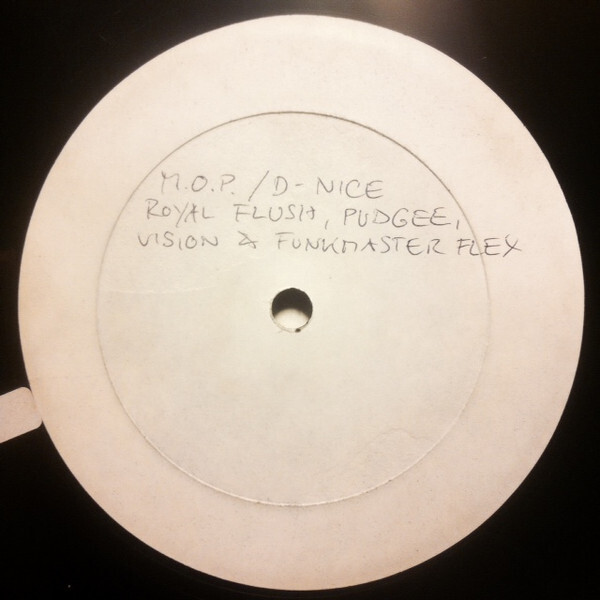 M.O.P. / D-NICE
ROYAL FLUSH, PUDGEE,
VISION & FUNKMASTER FLEX